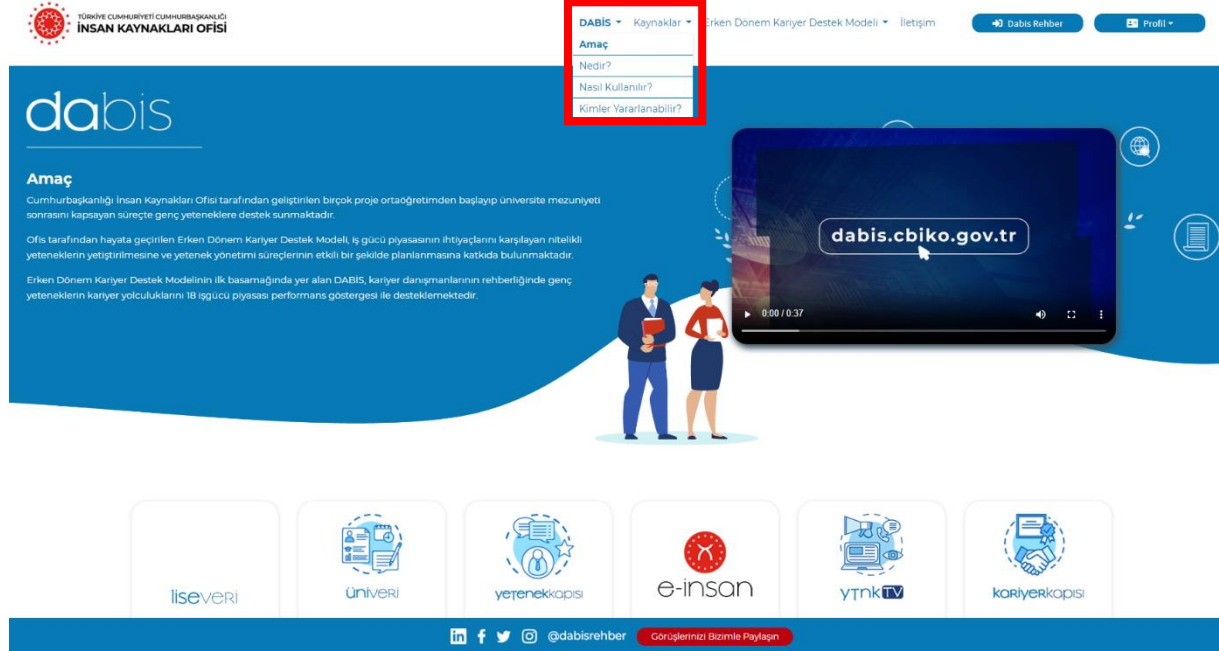 TÜRKİYE CUMHURİYETİ CUMHURBAŞKANLIĞI
İNSAN KAYNAKLARI OFİSİ
DABİS Kaynaklar Erken Dönem Kariyer Destek Modeli İletişim Dabis Rehber Profil
Amaç
Nedir?
Nasıl Kullanılır?
Kimler Yararlanabilir?
dabis
Amaç
Cumhurbaşkanlığı İnsan Kaynakları Ofisi tarafından geliştirilen birçok proje ortaöğretimden başlayıp üniversite mezuniyeti
sonrasını kapsayan süreçte genç yeteneklere destek sunmaktadır.
Ofis tarafından hayata geçirilen Erken Dönem Kariyer Destek Modeli, iş gücü piyasasının ihtiyaçlarını karşılayan nitelikli
yeteneklerin yetiştirilmesine ve yetenek yönetimi süreçlerinin etkili bir şekilde planlanmasına katkıda bulunmaktadır.
Erken Dönem Kariyer Destek Modelinin ilk basamağında yer alan DABİS, kariyer danışmanlarının rehberliğinde genç
yeteneklerin kariyer yolculuklarını 18 işgücü piyasası performans göstergesi ile desteklemektedir.
dabis.cbiko.gov.tr
0:00 / 0:37
liseveri
üniveri
yetenekkapısı
e-insan
ytnk TV
kariyerkapısı
@dabisrehber Görüşlerinizi Bizimle Paylaşın